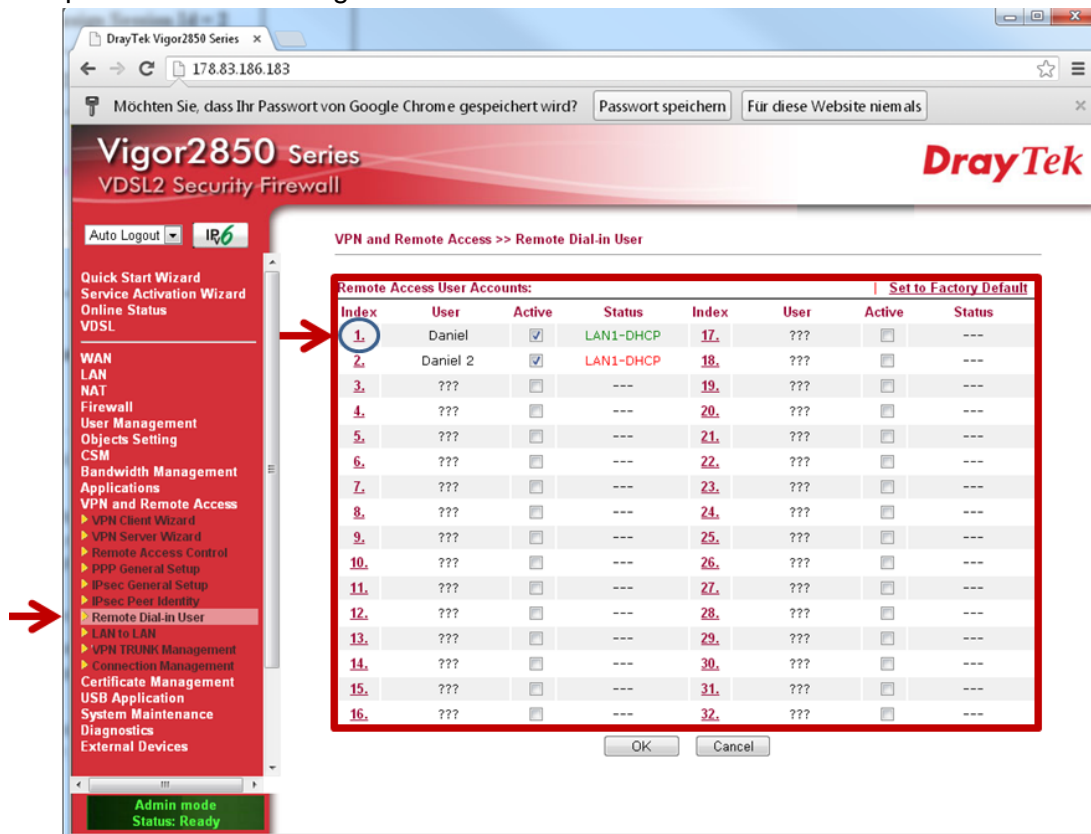 DrayTek Vigor2850 Series ×
178.83.186.183
Möchten Sie, dass Ihr Passwort von Google Chrome gespeichert wird? Passwort speichern Für diese Website niemals ×
Vigor2850 Series
VDSL2 Security Firewall
DrayTek
Auto Logout IPv6
Quick Start Wizard
Service Activation Wizard
Online Status
VDSL
WAN
LAN
NAT
Firewall
User Management
Objects Setting
CSM
Bandwidth Management
Applications
VPN and Remote Access
VPN Client Wizard
VPN Server Wizard
Remote Access Control
PPP General Setup
IPsec General Setup
IPsec Peer Identity
Remote Dial-in User
LAN to LAN
VPN TRUNK Management
Connection Management
Certificate Management
USB Application
System Maintenance
Diagnostics
External Devices
Admin mode
Status: Ready
VPN and Remote Access >> Remote Dial-in User
Remote Access User Accounts: | Set to Factory Default
Index User Active Status Index User Active Status
1. Daniel LAN1-DHCP 17. ??? ---
2. Daniel 2 LAN1-DHCP 18. ??? ---
3. ??? --- 19. ??? ---
4. ??? --- 20. ??? ---
5. ??? --- 21. ??? ---
6. ??? --- 22. ??? ---
7. ??? --- 23. ??? ---
8. ??? --- 24. ??? ---
9. ??? --- 25. ??? ---
10. ??? --- 26. ??? ---
11. ??? --- 27. ??? ---
12. ??? --- 28. ??? ---
13. ??? --- 29. ??? ---
14. ??? --- 30. ??? ---
15. ??? --- 31. ??? ---
16. ??? --- 32. ??? ---
OK Cancel